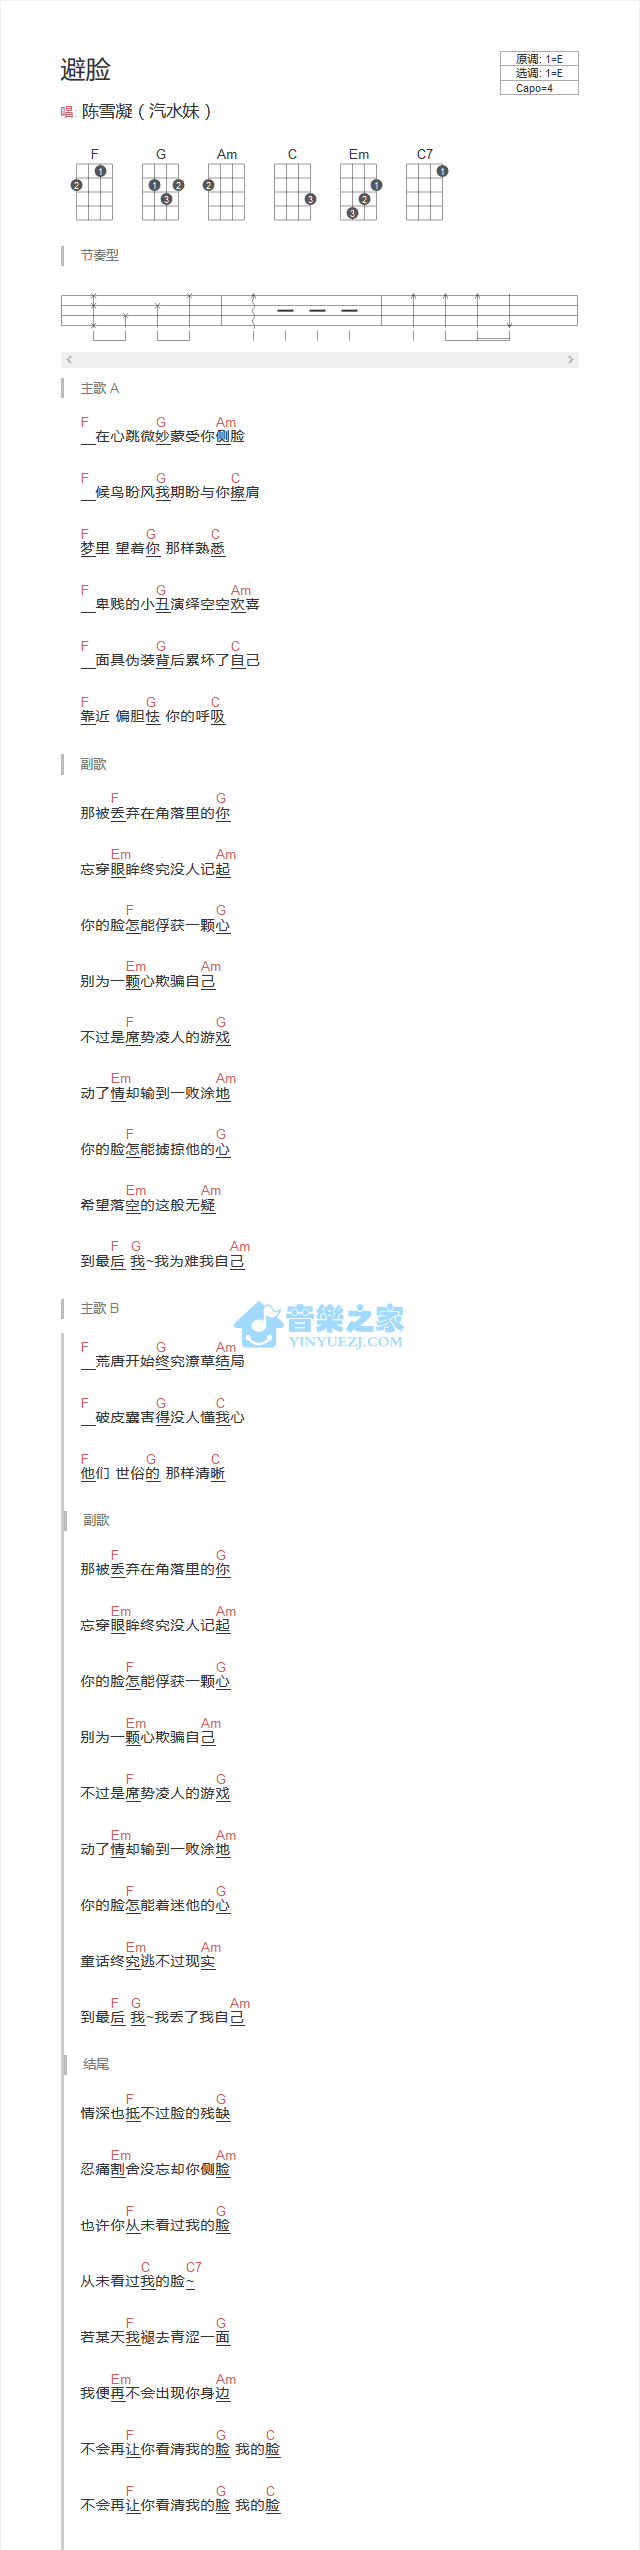 避脸
原调: 1=E
选调: 1=E
Capo=4
唱: 陈雪凝（汽水妹）
F G Am C Em C7
2 1 1 2 3 2 3 1 2 3 1
节奏型
主歌 A
F G Am
__在心跳微妙蒙受你侧脸
F G C
__候鸟盼风我期盼与你擦肩
F G C
梦里 望着你 那样熟悉
F G Am
__卑贱的小丑演绎空空欢喜
F G C
__面具伪装背后累坏了自己
F G C
靠近 偏胆怯 你的呼吸
副歌
F G
那被丢弃在角落里的你
Em Am
忘穿眼眸终究没人记起
F G
你的脸怎能俘获一颗心
Em Am
别为一颗心欺骗自己
F G
不过是席势凌人的游戏
Em Am
动了情却输到一败涂地
F G
你的脸怎能掳掠他的心
Em Am
希望落空的这般无疑
F G Am
到最后 我~我为难我自己
主歌 B
音樂之家
YINYUEZJ.COM
F G Am
__荒唐开始终究潦草结局
F G C
__破皮囊害得没人懂我心
F G C
他们 世俗的 那样清晰
副歌
F G
那被丢弃在角落里的你
Em Am
忘穿眼眸终究没人记起
F G
你的脸怎能俘获一颗心
Em Am
别为一颗心欺骗自己
F G
不过是席势凌人的游戏
Em Am
动了情却输到一败涂地
F G
你的脸怎能着迷他的心
Em Am
童话终究逃不过现实
F G Am
到最后 我~我丢了我自己
结尾
F G
情深也抵不过脸的残缺
Em Am
忍痛割舍没忘却你侧脸
F G
也许你从未看过我的脸
C C7
从未看过我的脸~
F G
若某天我褪去青涩一面
Em Am
我便再不会出现你身边
F G C
不会再让你看清我的脸 我的脸
F G C
不会再让你看清我的脸 我的脸